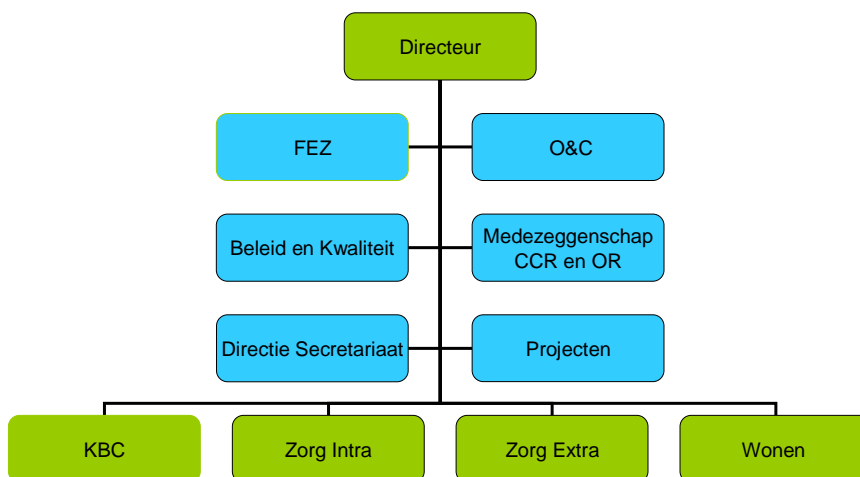 Directeur
FEZ
O&C
Beleid en Kwaliteit
Medezeggenschap
CCR en OR
Directie Secretariaat
Projecten
KBC
Zorg Intra
Zorg Extra
Wonen